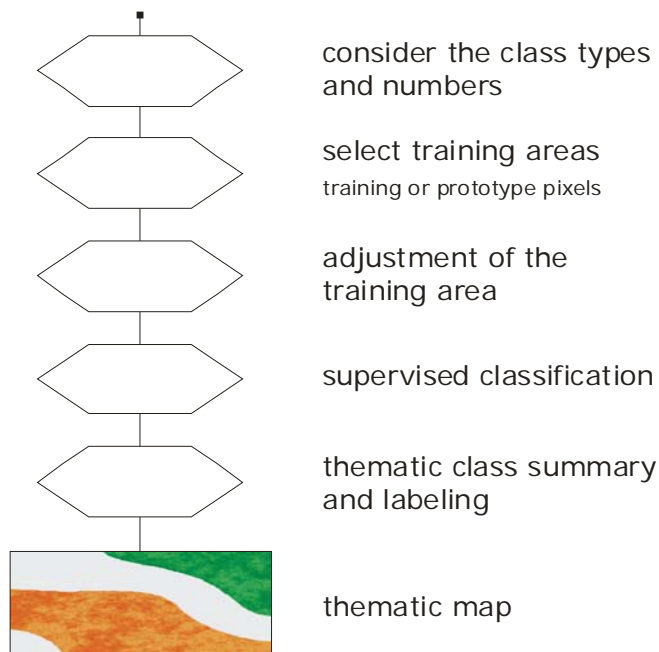 consider the class types
and numbers
select training areas
training or prototype pixels
adjustment of the
training area
supervised classification
thematic class summary
and labeling
thematic map